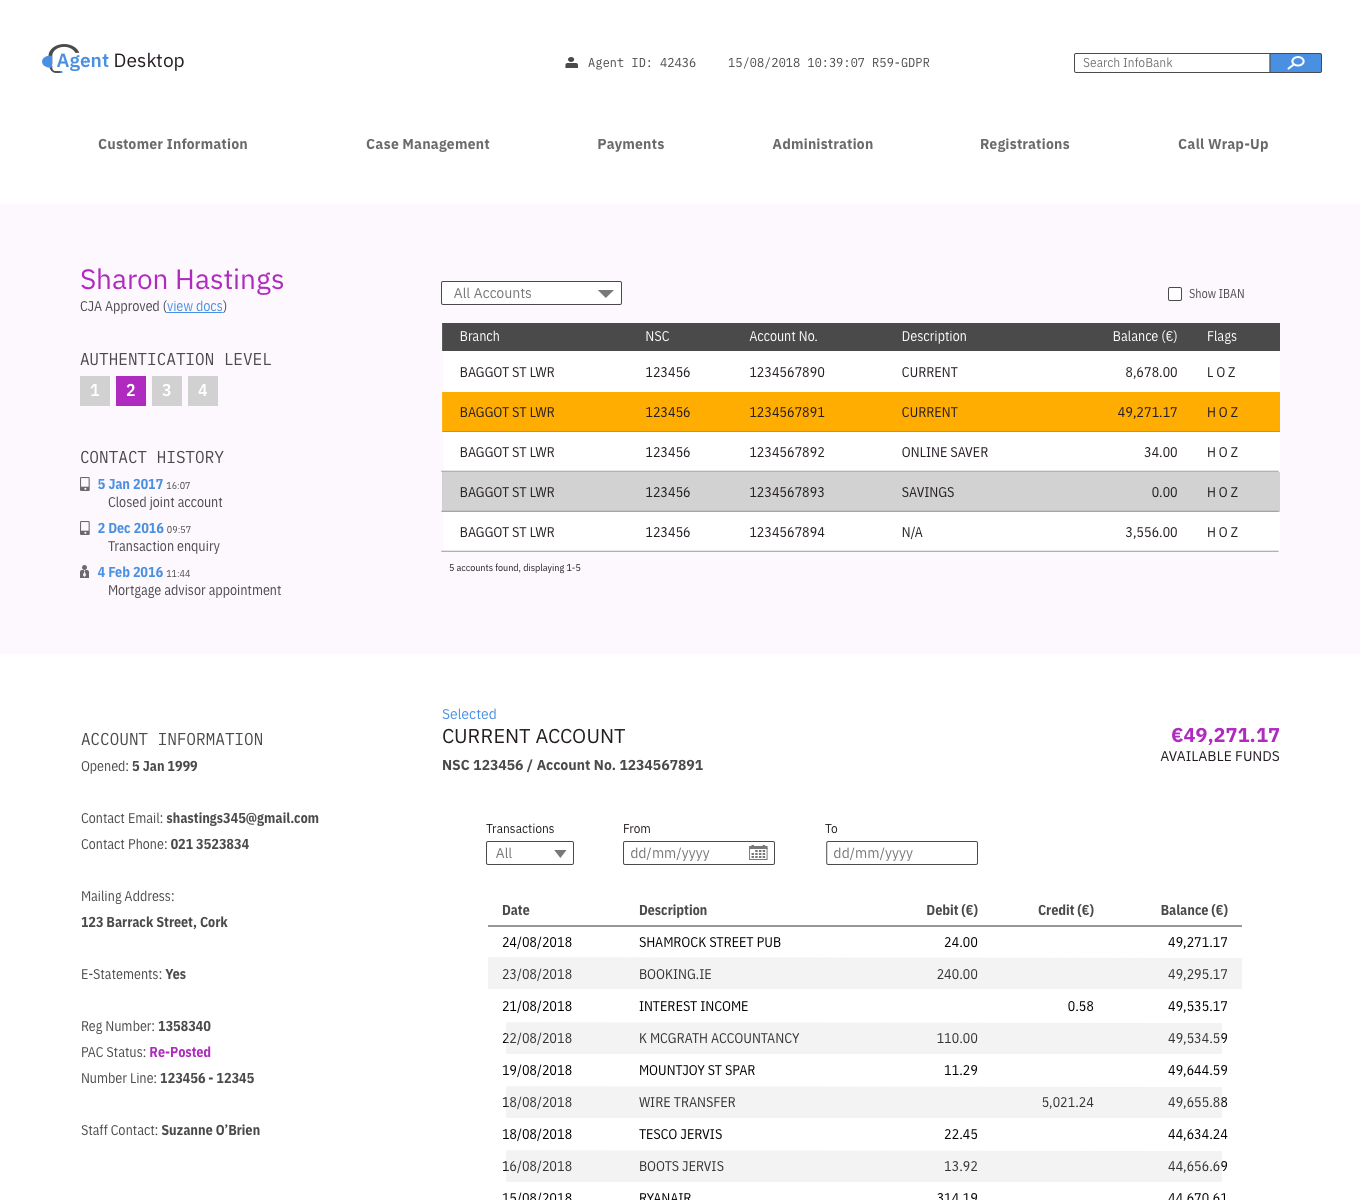 Agent Desktop
Agent ID: 42436 15/08/2018 10:39:07 R59-GDPR
Search InfoBank
Customer Information Case Management Payments Administration Registrations Call Wrap-Up
Sharon Hastings
CJA Approved (view docs)
AUTHENTICATION LEVEL
1 2 3 4
CONTACT HISTORY
5 Jan 2017 16:07
Closed joint account
2 Dec 2016 09:57
Transaction enquiry
4 Feb 2016 11:44
Mortgage advisor appointment
All Accounts
Show IBAN
Branch NSC Account No. Description Balance (€) Flags
BAGGOT ST LWR 123456 1234567890 CURRENT 8,678.00 L O Z
BAGGOT ST LWR 123456 1234567891 CURRENT 49,271.17 H O Z
BAGGOT ST LWR 123456 1234567892 ONLINE SAVER 34.00 H O Z
BAGGOT ST LWR 123456 1234567893 SAVINGS 0.00 H O Z
BAGGOT ST LWR 123456 1234567894 N/A 3,556.00 H O Z
5 accounts found, displaying 1-5
ACCOUNT INFORMATION
Opened: 5 Jan 1999
Contact Email: shastings345@gmail.com
Contact Phone: 021 3523834
Mailing Address:
123 Barrack Street, Cork
E-Statements: Yes
Reg Number: 1358340
PAC Status: Re-Posted
Number Line: 123456 - 12345
Staff Contact: Suzanne O’Brien
Selected
CURRENT ACCOUNT
NSC 123456 / Account No. 1234567891
€49,271.17
AVAILABLE FUNDS
Transactions From To
All dd/mm/yyyy dd/mm/yyyy
Date Description Debit (€) Credit (€) Balance (€)
24/08/2018 SHAMROCK STREET PUB 24.00 49,271.17
23/08/2018 BOOKING.IE 240.00 49,295.17
21/08/2018 INTEREST INCOME 0.58 49,535.17
22/08/2018 K MCGRATH ACCOUNTANCY 110.00 49,534.59
19/08/2018 MOUNTJOY ST SPAR 11.29 49,644.59
18/08/2018 WIRE TRANSFER 5,021.24 49,655.88
18/08/2018 TESCO JERVIS 22.45 44,634.24
16/08/2018 BOOTS JERVIS 13.92 44,656.69
15/08/2018 RYANAIR 314.19 44,670.61